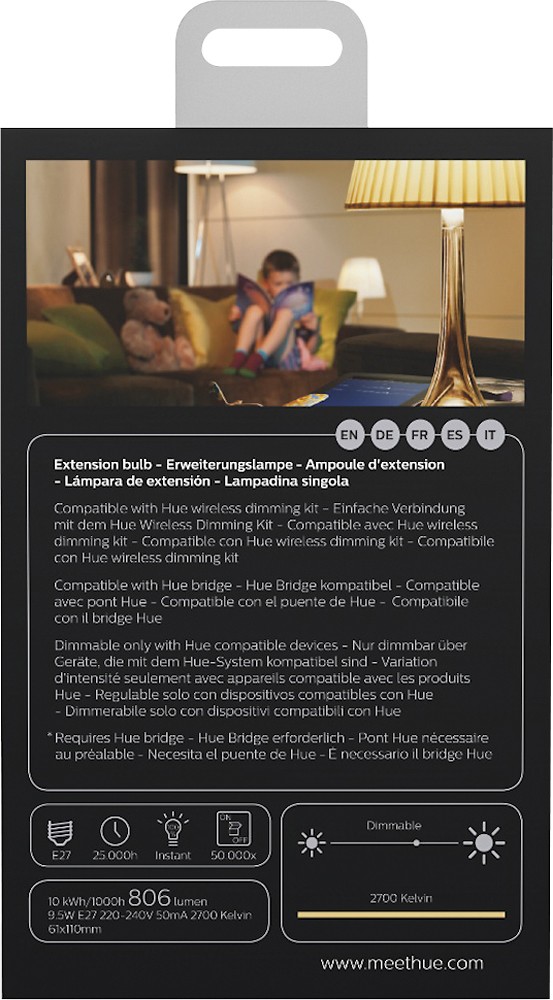 EN DE FR ES IT
Extension bulb - Erweiterungslampe - Ampoule d'extension
- Lámpara de extensión - Lampadina singola
Compatible with Hue wireless dimming kit - Einfache Verbindung
mit dem Hue Wireless Dimming Kit - Compatible avec Hue wireless
dimming kit - Compatible con Hue wireless dimming kit - Compatibile
con Hue wireless dimming kit
Compatible with Hue bridge - Hue Bridge kompatibel - Compatible
avec pont Hue - Compatible con el puente de Hue - Compatibile
con il bridge Hue
Dimmable only with Hue compatible devices - Nur dimmbar über
Geräte, die mit dem Hue-System kompatibel sind - Variation
d'intensité seulement avec appareils compatible avec les produits
Hue - Regulable solo con dispositivos compatibles con Hue
- Dimmerabile solo con dispositivi compatibili con Hue
* Requires Hue bridge - Hue Bridge erforderlich - Pont Hue nécessaire
au préalable - Necesita el puente de Hue - È necessario il bridge Hue
100%
ON
OFF
E27 25.000h Instant 50 000x
10 kWh/1000h 806 lumen
9.5W E27 220-240V 50mA 2700 Kelvin
61x110mm
Dimmable
2700 Kelvin
www.meethue.com